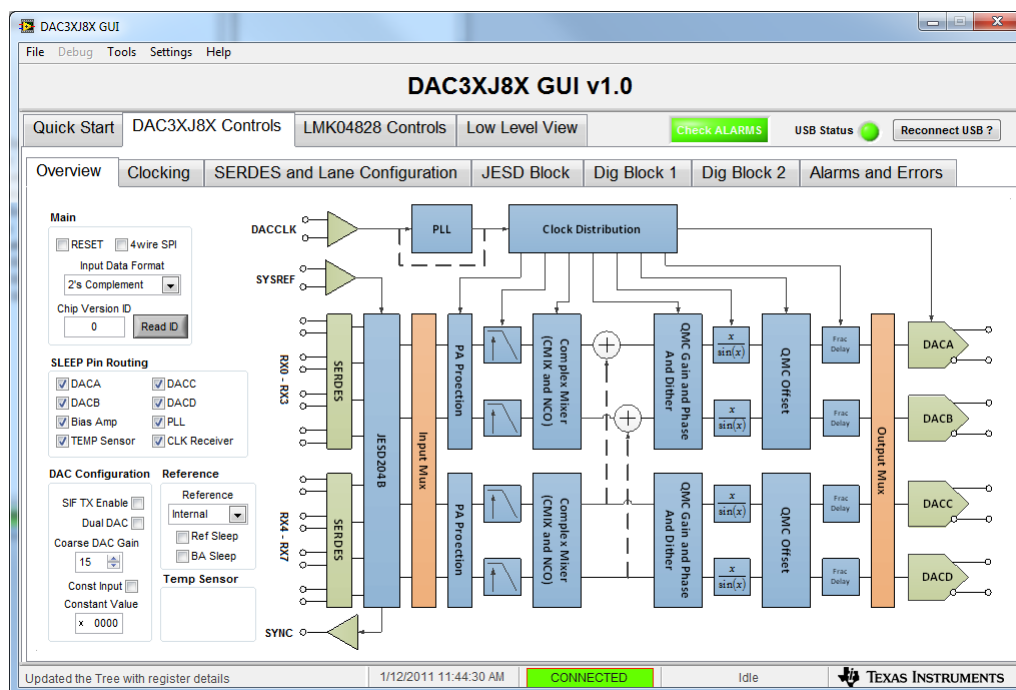 DAC3XJ8X GUI
File Debug Tools Settings Help
DAC3XJ8X GUI v1.0
Quick Start DAC3XJ8X Controls LMK04828 Controls Low Level View Check ALARMS USB Status Reconnect USB ?
Overview Clocking SERDES and Lane Configuration JESD Block Dig Block 1 Dig Block 2 Alarms and Errors
Main
RESET 4wire SPI
Input Data Format
2's Complement
Chip Version ID
0 Read ID
SLEEP Pin Routing
DACA DACC
DACB DACD
Bias Amp PLL
TEMP Sensor CLK Receiver
DAC Configuration
SIF TX Enable
Dual DAC
Coarse DAC Gain
15
Const Input
Constant Value
x 0000
Reference
Reference
Internal
Ref Sleep
BA Sleep
Temp Sensor
DACCLK
PLL
Clock Distribution
SYSREF
RX0 - RX3
SERDES
RX4 - RX7
SERDES
JESD204B
Input Mux
PA Proection
Complex Mixer
(CMIX and NCO)
QMC Gain and Phase
And Dither
x
sin(x)
x
sin(x)
QMC Offset
Frac
Delay
Frac
Delay
PA Proection
Complex Mixer
(CMIX and NCO)
QMC Gain and Phase
And Dither
x
sin(x)
x
sin(x)
QMC Offset
Frac
Delay
Frac
Delay
Output Mux
DACA
DACB
DACC
DACD
SYNC
Updated the Tree with register details 1/12/2011 11:44:30 AM CONNECTED Idle TEXAS INSTRUMENTS